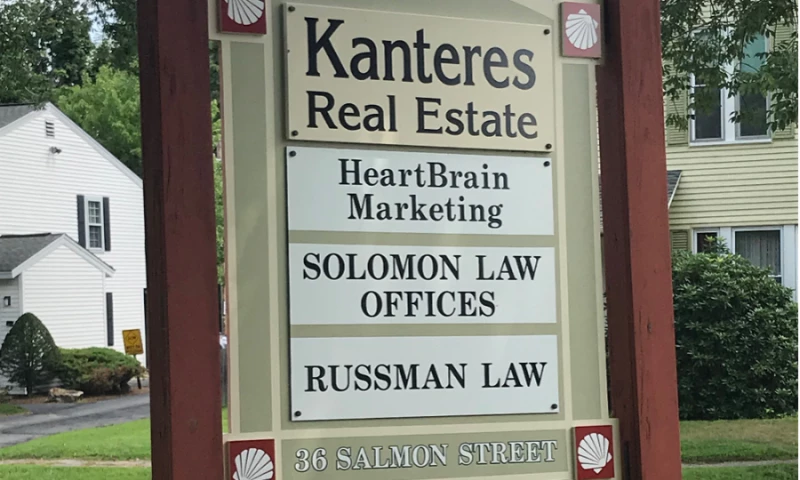 Kanteres
Real Estate
HeartBrain
Marketing
SOLOMON LAW
OFFICES
RUSSMAN LAW
36 SALMON STREET